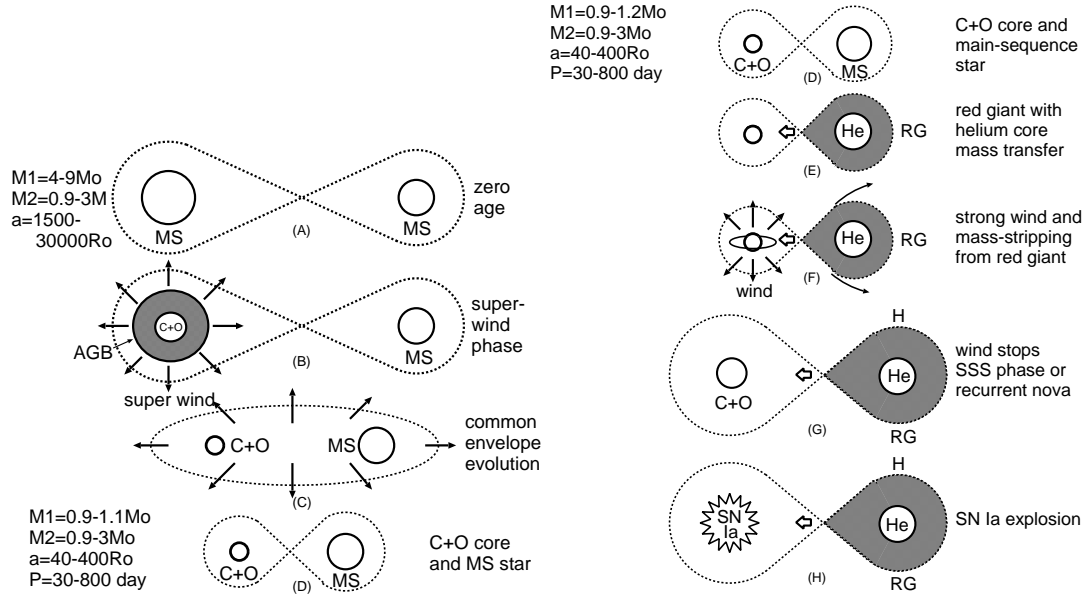 M1=4-9Mo
M2=0.9-3M
a=1500-
30000Ro
MS
(A)
MS
zero
age
C+O
AGB
super wind
(B)
MS
super-
wind
phase
C+O
MS
(C)
common
envelope
evolution
M1=0.9-1.1Mo
M2=0.9-3Mo
a=40-400Ro
P=30-800 day
C+O
(D)
MS
C+O core
and MS star
M1=0.9-1.2Mo
M2=0.9-3Mo
a=40-400Ro
P=30-800 day
C+O
(D)
MS
C+O core and
main-sequence
star
He
RG
(E)
red giant with
helium core
mass transfer
He
RG
wind
(F)
strong wind and
mass-stripping
from red giant
H
C+O
He
(G)
RG
wind stops
SSS phase or
recurrent nova
H
SN
Ia
He
(H)
RG
SN Ia explosion